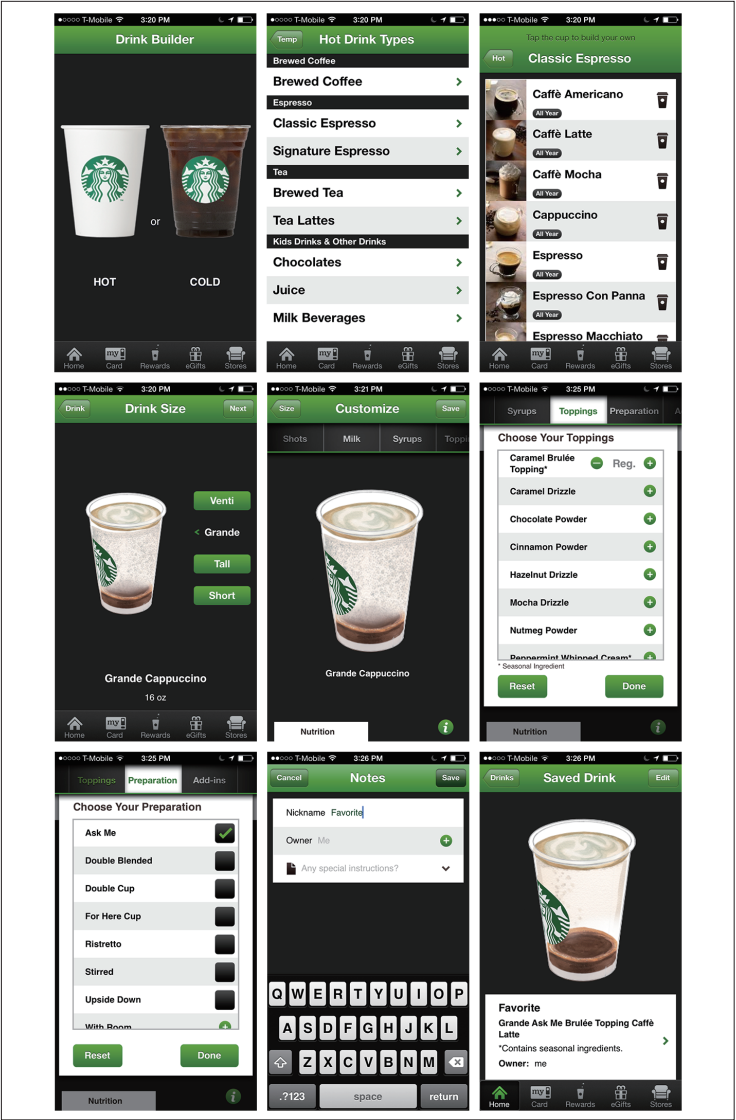 T-Mobile 3:20 PM
Drink Builder
or
HOT
COLD
Home
my
Card
Rewards
eGifts
Stores
T-Mobile 3:20 PM
Temp
Hot Drink Types
Brewed Coffee
Brewed Coffee
Espresso
Classic Espresso
Signature Espresso
Tea
Brewed Tea
Tea Lattes
Kids Drinks & Other Drinks
Chocolates
Juice
Milk Beverages
Home
my
Card
Rewards
eGifts
Stores
T-Mobile 3:20 PM
Tap the cup to build your own
Hot
Classic Espresso
Caffè Americano
All Year
Caffè Latte
All Year
Caffè Mocha
All Year
Cappuccino
All Year
Espresso
All Year
Espresso Con Panna
All Year
Espresso Macchiato
Home
my
Card
Rewards
eGifts
Stores
T-Mobile 3:20 PM
Drink
Drink Size
Next
Venti
< Grande
Tall
Short
Grande Cappuccino
16 oz
Home
my
Card
Rewards
eGifts
Stores
T-Mobile 3:21 PM
Size
Customize
Save
Shots
Milk
Syrups
Toppi
Grande Cappuccino
Nutrition
i
T-Mobile 3:25 PM
Syrups
Toppings
Preparation
A
Choose Your Toppings
Caramel Brulée
Topping*
Reg.
Caramel Drizzle
Chocolate Powder
Cinnamon Powder
Hazelnut Drizzle
Mocha Drizzle
Nutmeg Powder
Peppermint Whipped Cream*
* Seasonal Ingredient
Reset
Done
Nutrition
i
T-Mobile 3:25 PM
Toppings
Preparation
Add-ins
Choose Your Preparation
Ask Me
Double Blended
Double Cup
For Here Cup
Ristretto
Stirred
Upside Down
With Room
Reset
Done
Nutrition
i
T-Mobile 3:26 PM
Cancel
Notes
Save
Nickname Favorite
Owner Me
Any special instructions?
Q W E R T Y U I O P
A S D F G H J K L
Z X C V B N M
.?123
space
return
T-Mobile 3:26 PM
Drinks
Saved Drink
Edit
Favorite
Grande Ask Me Brulée Topping Caffè
Latte
*Contains seasonal ingredients.
Owner: me
Home
my
Card
Rewards
eGifts
Stores